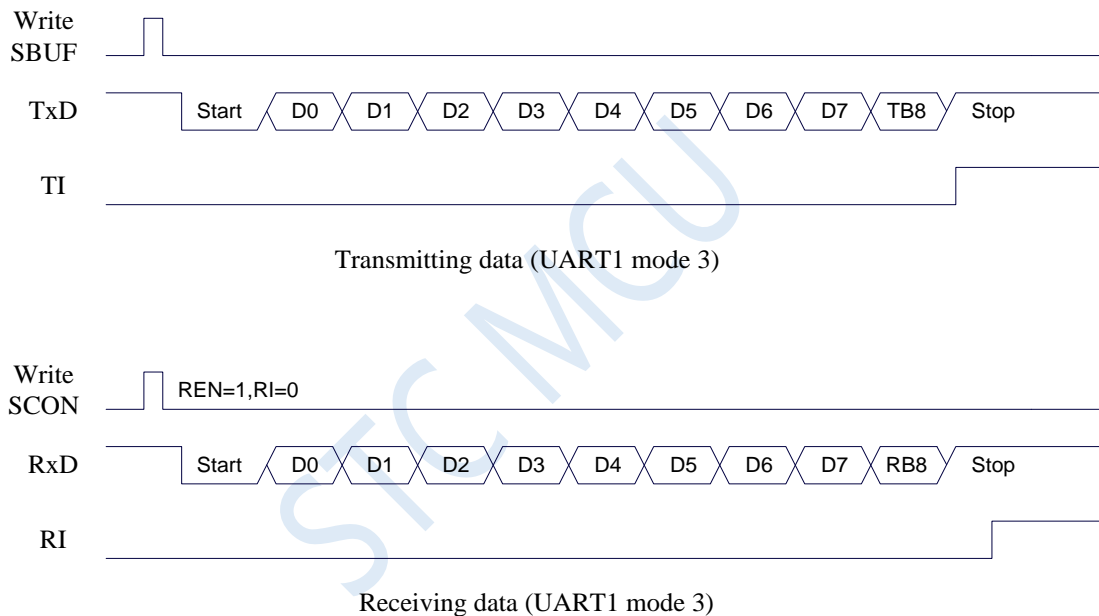 Write
SBUF
TxD Start D0 D1 D2 D3 D4 D5 D6 D7 TB8 Stop
TI
Transmitting data (UART1 mode 3)
Write
SCON
REN=1,RI=0
RxD Start D0 D1 D2 D3 D4 D5 D6 D7 RB8 Stop
RI
Receiving data (UART1 mode 3)
STC MCU